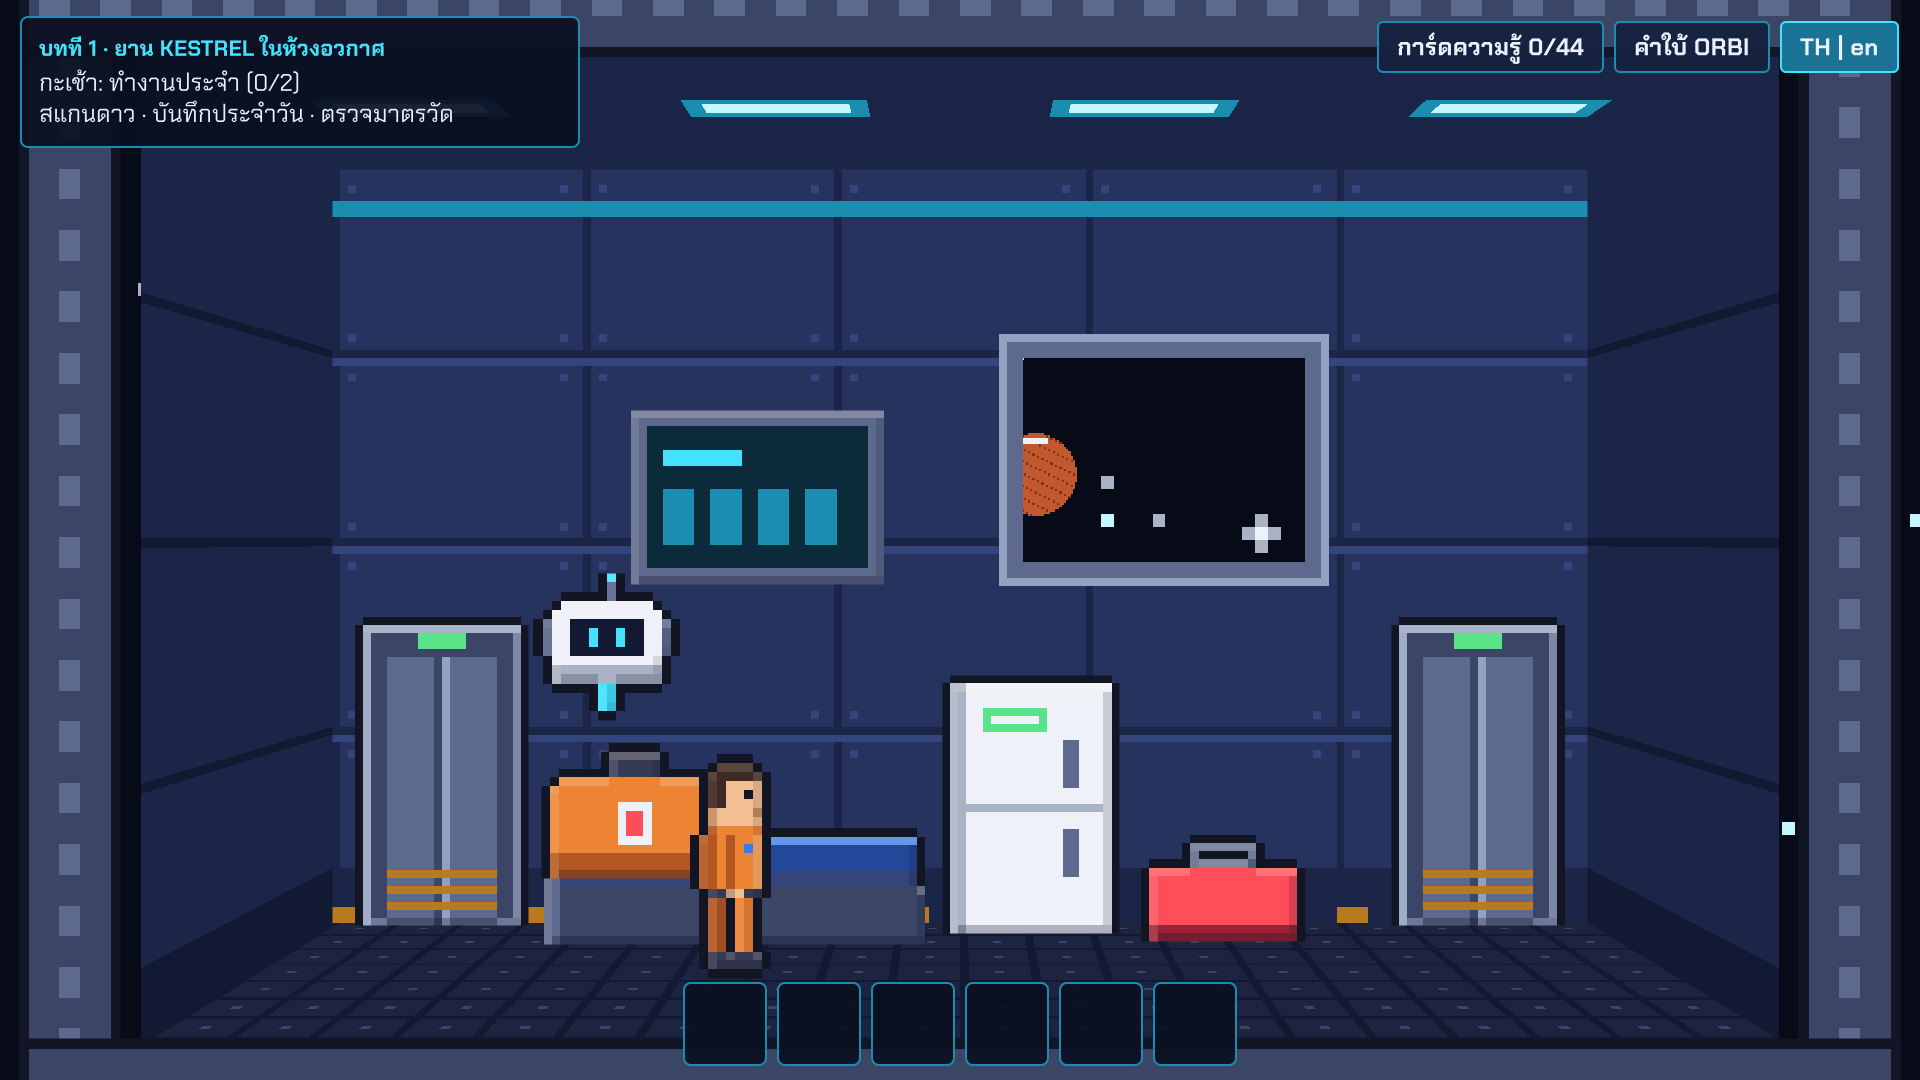 บทที่ 1 · ยาน KESTREL ในห้วงอวกาศ
กะเช้า: ทำงานประจำ (0/2)
สแกนดาว · บันทึกประจำวัน · ตรวจมาตรวัด
การ์ดความรู้ 0/44
คำใบ้ ORBI
TH | en